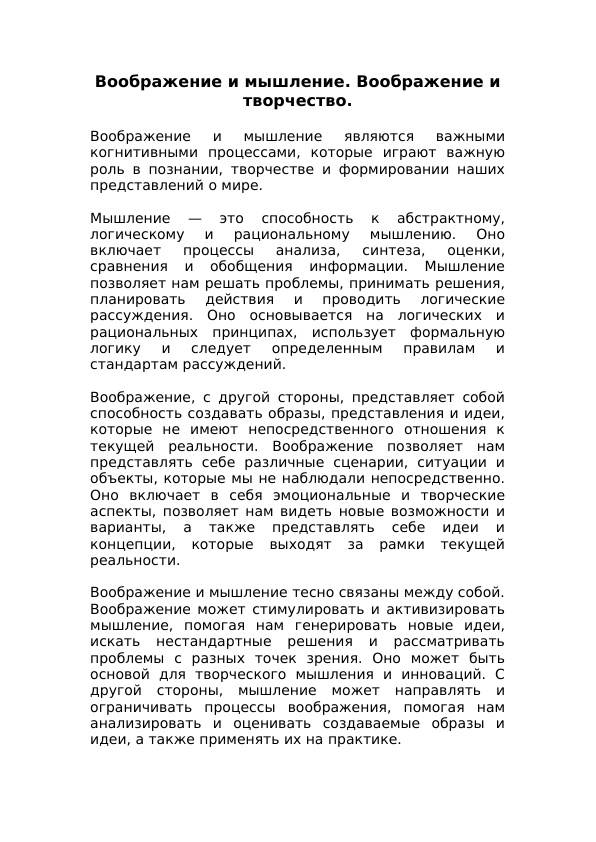 Воображение и мышление. Воображение и
творчество.
Воображение и мышление являются важными
когнитивными процессами, которые играют важную
роль в познании, творчестве и формировании наших
представлений о мире.
Мышление — это способность к абстрактному,
логическому и рациональному мышлению. Оно
включает процессы анализа, синтеза, оценки,
сравнения и обобщения информации. Мышление
позволяет нам решать проблемы, принимать решения,
планировать действия и проводить логические
рассуждения. Оно основывается на логических и
рациональных принципах, использует формальную
логику и следует определенным правилам и
стандартам рассуждений.
Воображение, с другой стороны, представляет собой
способность создавать образы, представления и идеи,
которые не имеют непосредственного отношения к
текущей реальности. Воображение позволяет нам
представлять себе различные сценарии, ситуации и
объекты, которые мы не наблюдали непосредственно.
Оно включает в себя эмоциональные и творческие
аспекты, позволяет нам видеть новые возможности и
варианты, а также представлять себе идеи и
концепции, которые выходят за рамки текущей
реальности.
Воображение и мышление тесно связаны между собой.
Воображение может стимулировать и активизировать
мышление, помогая нам генерировать новые идеи,
искать нестандартные решения и рассматривать
проблемы с разных точек зрения. Оно может быть
основой для творческого мышления и инноваций. С
другой стороны, мышление может направлять и
ограничивать процессы воображения, помогая нам
анализировать и оценивать создаваемые образы и
идеи, а также применять их на практике.